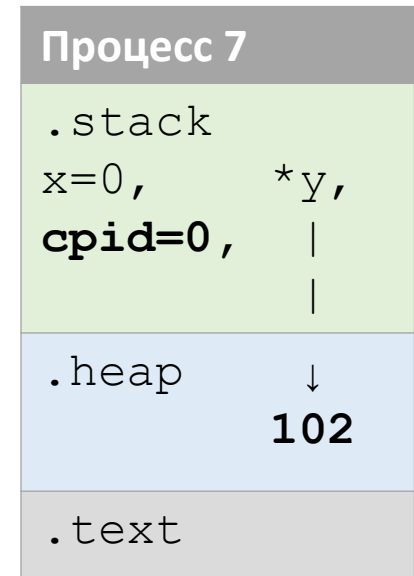 Процесс 7
.stack
x=0, *y,
cpid=0, |
|
.heap ↓
102
.text